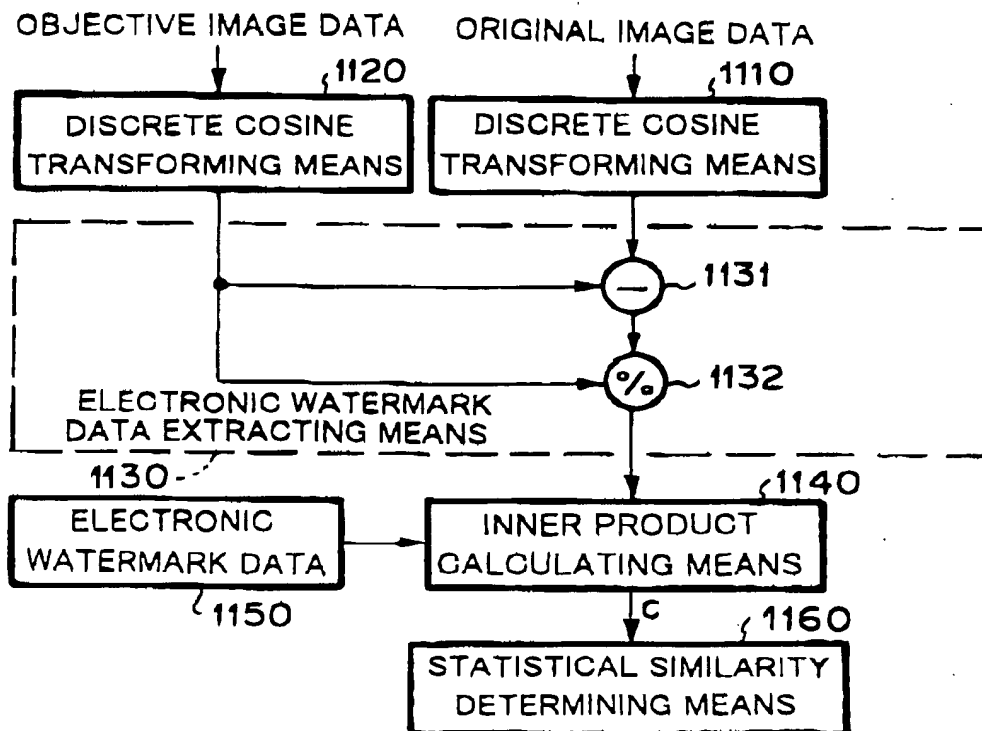 OBJECTIVE IMAGE DATA
ORIGINAL IMAGE DATA
1120
1110
DISCRETE COSINE
TRANSFORMING MEANS
DISCRETE COSINE
TRANSFORMING MEANS
—
1131
%
1132
ELECTRONIC WATERMARK
DATA EXTRACTING MEANS
1130
1140
ELECTRONIC
WATERMARK DATA
INNER PRODUCT
CALCULATING MEANS
1150
C
1160
STATISTICAL SIMILARITY
DETERMINING MEANS